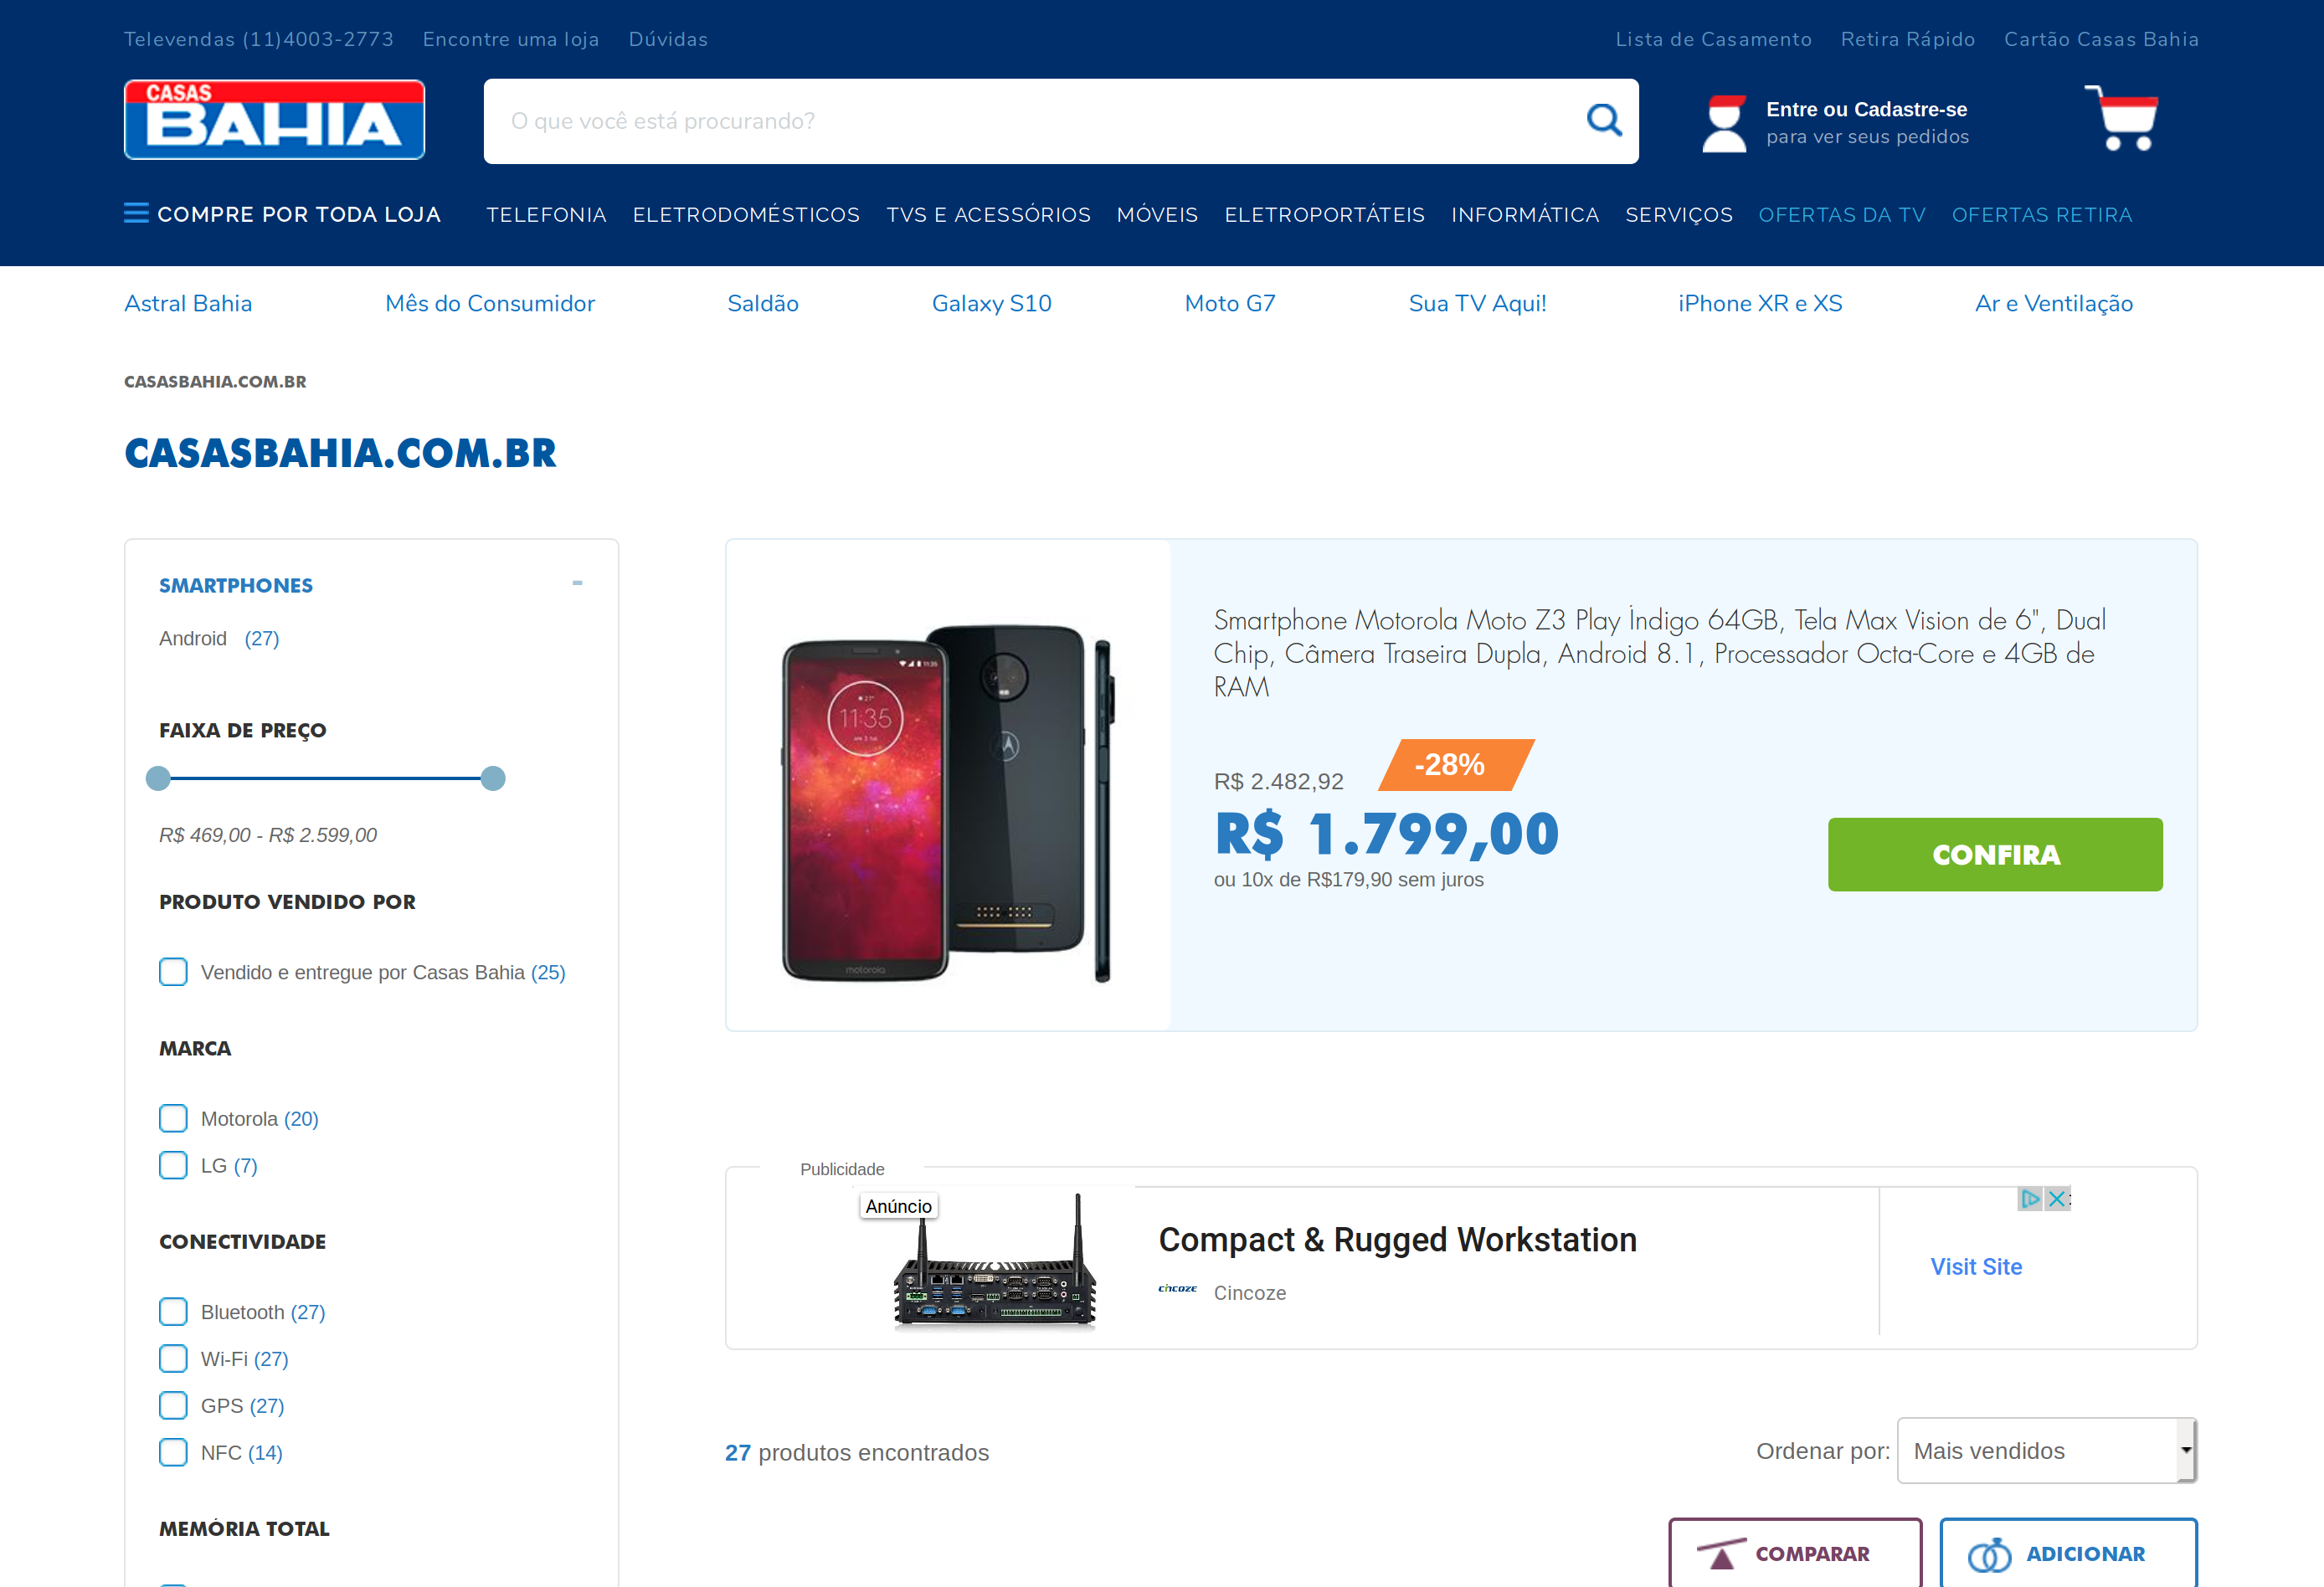 Televendas (11)4003-2773 Encontre uma loja Dúvidas Lista de Casamento Retira Rápido Cartão Casas Bahia
CASAS
BAHIA
O que você está procurando?
Entre ou Cadastre-se
para ver seus pedidos
COMPRE POR TODA LOJA TELEFONIA ELETRODOMÉSTICOS TVS E ACESSÓRIOS MÓVEIS ELETROPORTÁTEIS INFORMÁTICA SERVIÇOS OFERTAS DA TV OFERTAS RETIRA
Astral Bahia Mês do Consumidor Saldão Galaxy S10 Moto G7 Sua TV Aqui! iPhone XR e XS Ar e Ventilação
CASASBAHIA.COM.BR
CASASBAHIA.COM.BR
SMARTPHONES -
Android (27)
FAIXA DE PREÇO
R$ 469,00 - R$ 2.599,00
PRODUTO VENDIDO POR
Vendido e entregue por Casas Bahia (25)
MARCA
Motorola (20)
LG (7)
CONECTIVIDADE
Bluetooth (27)
Wi-Fi (27)
GPS (27)
NFC (14)
MEMÓRIA TOTAL
11:35
motorola
Smartphone Motorola Moto Z3 Play Índigo 64GB, Tela Max Vision de 6", Dual
Chip, Câmera Traseira Dupla, Android 8.1, Processador Octa-Core e 4GB de
RAM
R$ 2.482,92 -28%
R$ 1.799,00
ou 10x de R$179,90 sem juros
CONFIRA
Publicidade
Anúncio
Compact & Rugged Workstation
cincoze Cincoze
Visit Site
27 produtos encontrados
Ordenar por: Mais vendidos
COMPARAR ADICIONAR